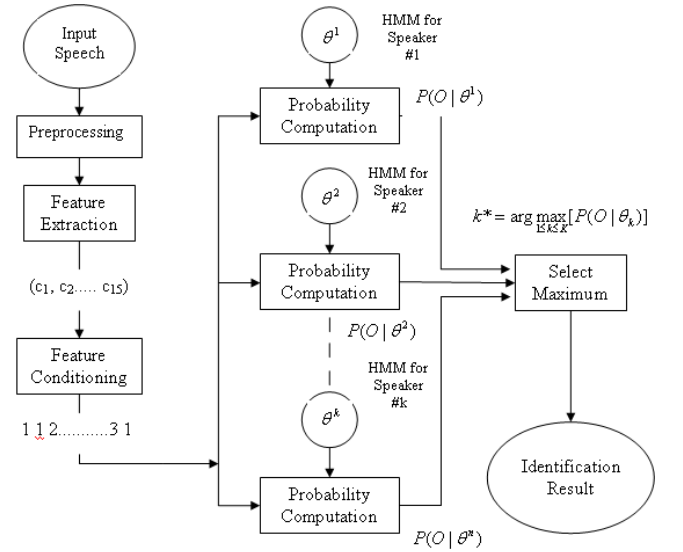 Input
Speech
Preprocessing
Feature
Extraction
(c₁, c₂..... c₁₅)
Feature
Conditioning
1 1 2...........3 1
θ¹
HMM for
Speaker
#1
Probability
Computation
P(O | θ¹)
θ²
HMM for
Speaker
#2
Probability
Computation
P(O | θ²)
θᵏ
HMM for
Speaker
#k
Probability
Computation
P(O | θⁿ)
k* = arg max[P(O | θₖ)]
1≤k≤K
Select
Maximum
Identification
Result